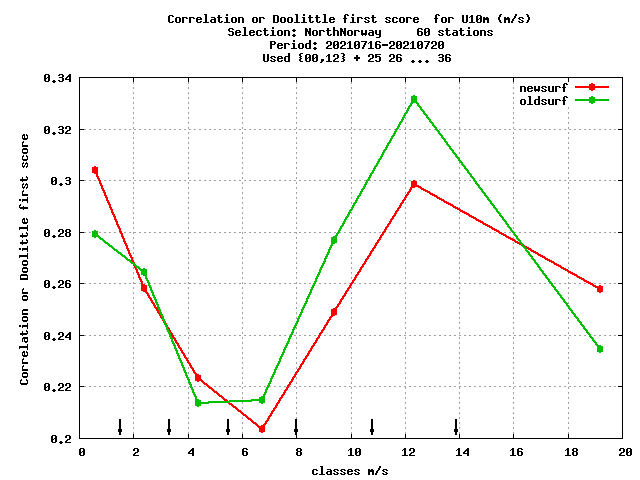 Correlation or Doolittle first score  for U10m (m/s)
Selection: NorthNorway     60 stations
Period: 20210716-20210720
Used {00,12} + 25 26 ... 36
newsurf
oldsurf
0.34
0.32
0.3
0.28
0.26
0.24
0.22
0.2
Correlation or Doolittle first score
0 2 4 6 8 10 12 14 16 18 20
classes m/s